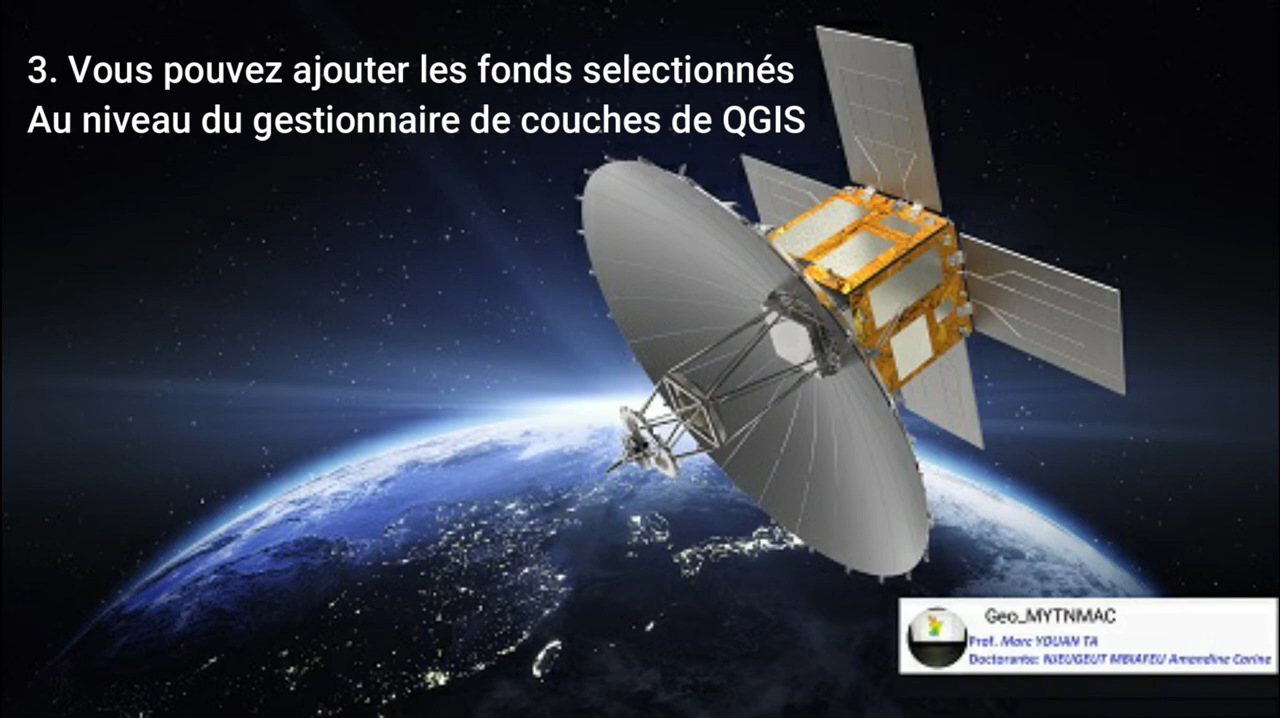 3. Vous pouvez ajouter les fonds selectionnés
Au niveau du gestionnaire de couches de QGIS
Geo_MYTNMAC
Prof. Marc YOUAN TA
Doctorante: NJEUGEUT MBIAFEU Amandine Carine